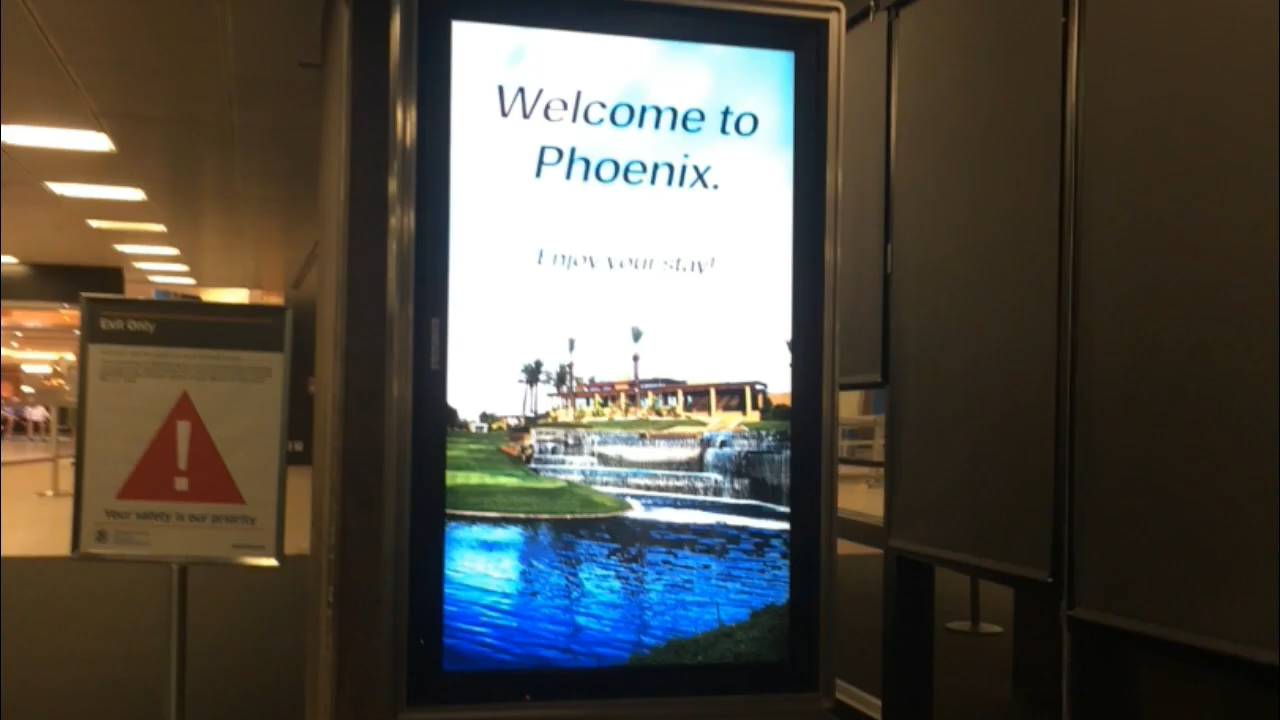 Welcome to
Phoenix.
Enjoy your stay!
Exit Only
!
Your safety is our priority